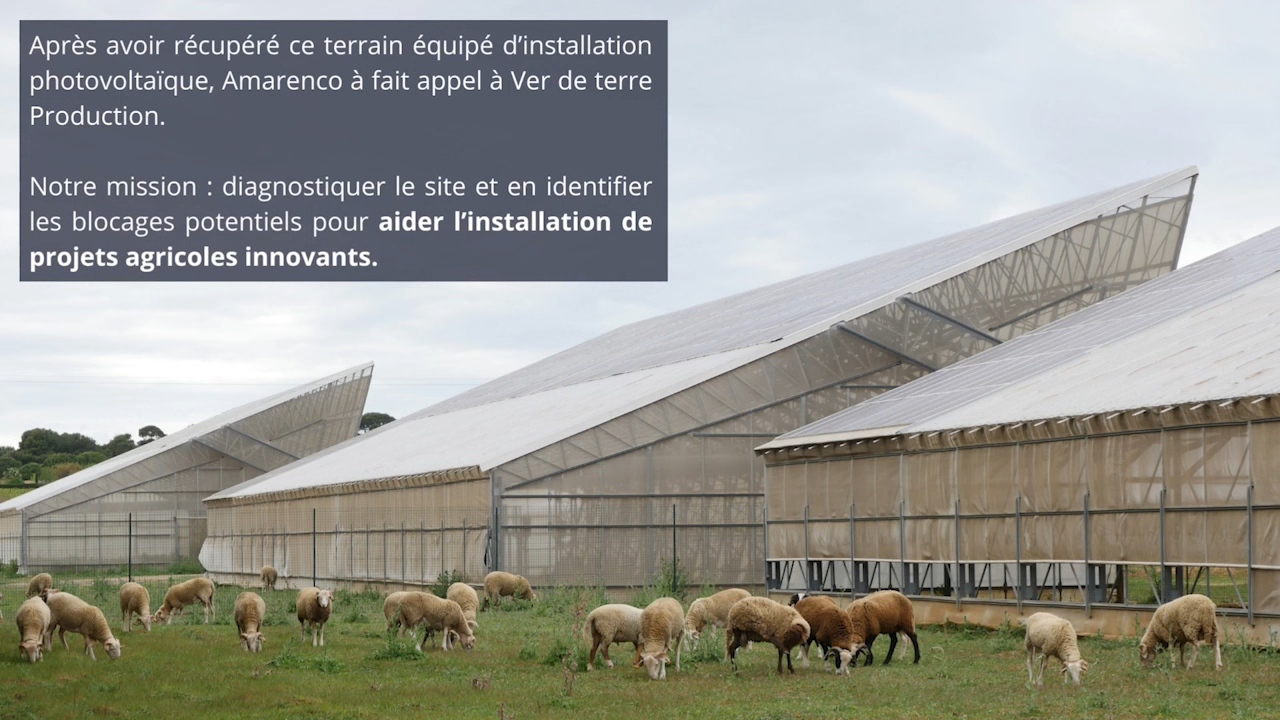 Après avoir récupéré ce terrain équipé d’installation
photovoltaïque, Amarenco à fait appel à Ver de terre
Production.
Notre mission : diagnostiquer le site et en identifier
les blocages potentiels pour aider l’installation de
projets agricoles innovants.